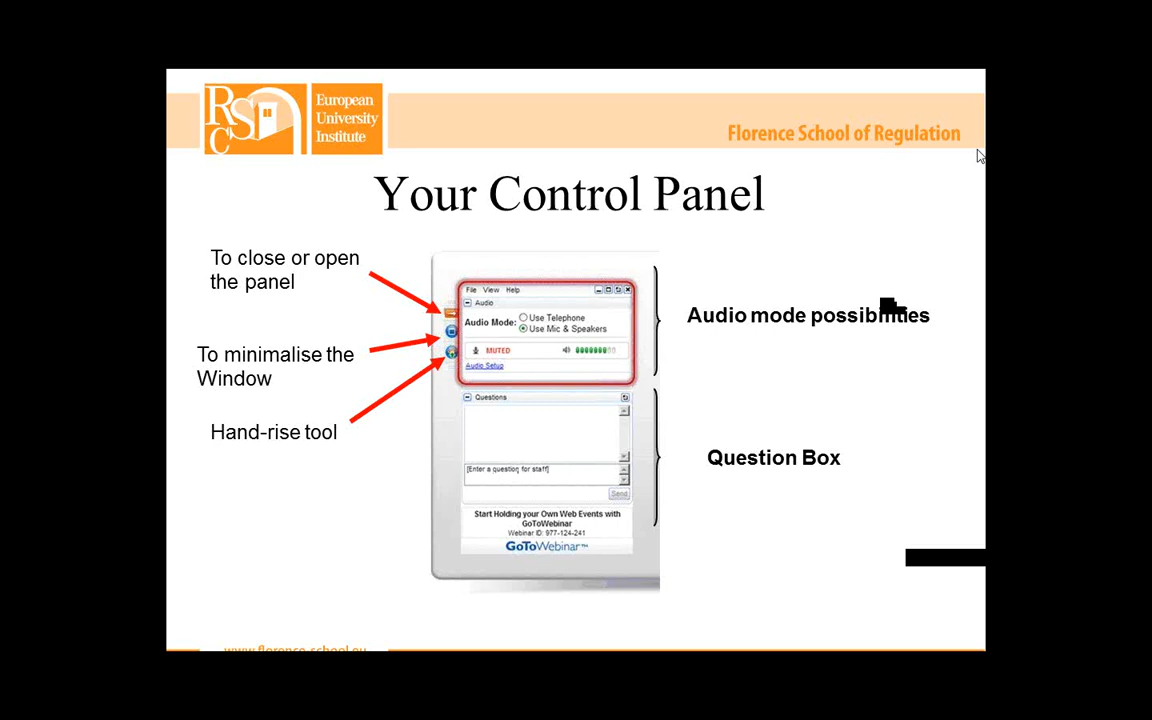 RSC
European
University
Institute
Florence School of Regulation
Your Control Panel
To close or open
the panel
To minimalise the
Window
Hand-rise tool
File View Help
Audio
Audio Mode:
Use Telephone
Use Mic & Speakers
MUTED
Audio Setup
Questions
[Enter a question for staff]
Send
Start Holding your Own Web Events with
GoToWebinar
Webinar ID: 977-124-241
GoToWebinar™
Audio mode possibilities
Question Box
www.florence-school.eu